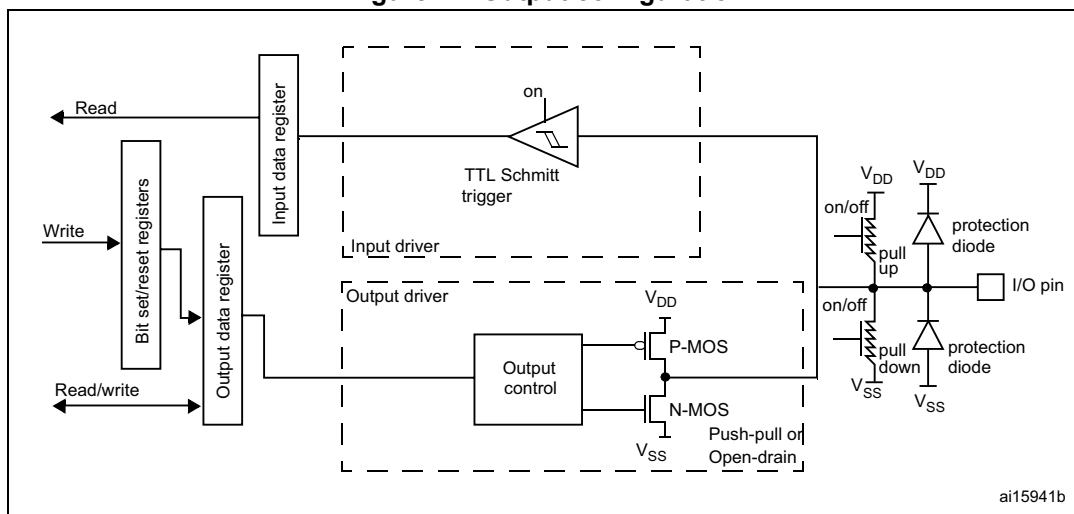 on
Read
Input data register
TTL Schmitt
trigger
Input driver
Write
Bit set/reset registers
Output data register
Read/write
Output driver
VDD
P-MOS
Output
control
N-MOS
VSS
Push-pull or
Open-drain
VDD
VDD
on/off
pull
up
protection
diode
I/O pin
on/off
pull
down
VSS
protection
diode
VSS
ai15941b